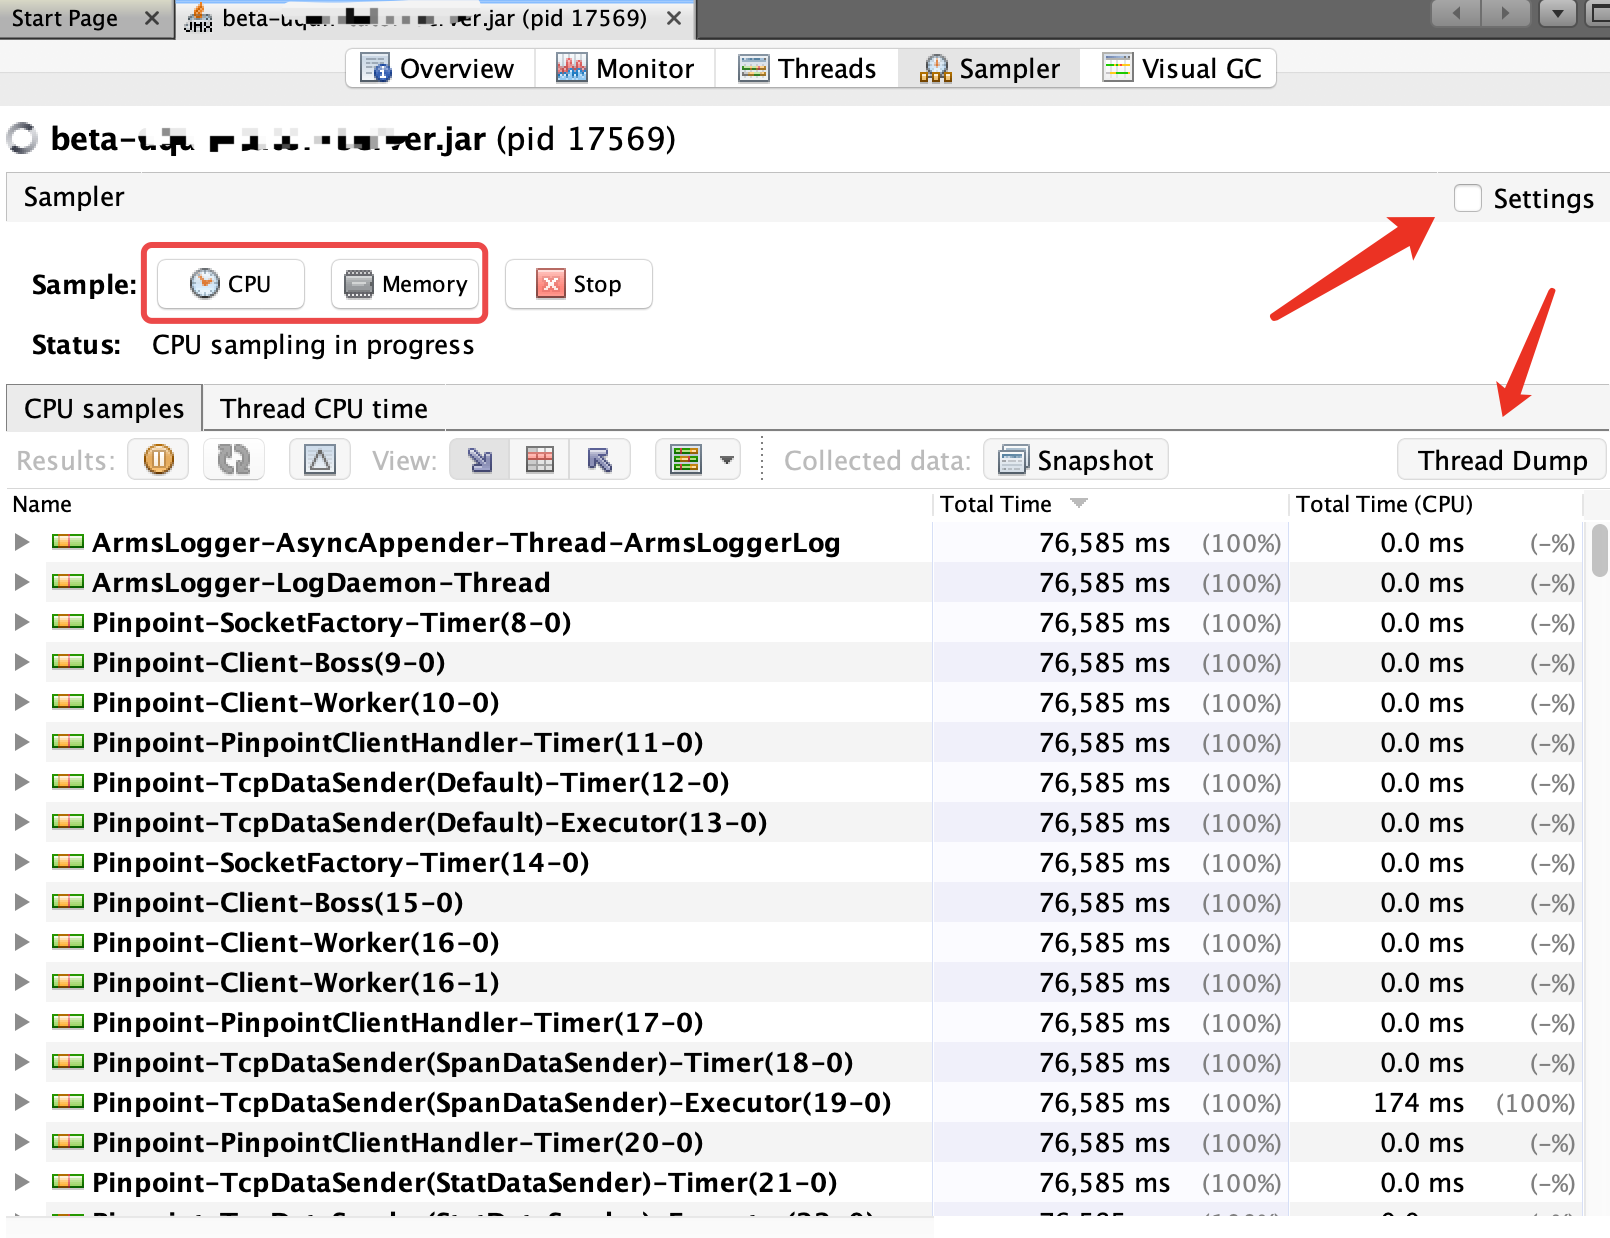 Start Page
beta- .jar (pid 17569)
Overview
Monitor
Threads
Sampler
Visual GC
beta- er.jar (pid 17569)
Sampler
Settings
Sample: CPU Memory Stop
Status: CPU sampling in progress
CPU samples Thread CPU time
Results: View: Collected data: Snapshot Thread Dump
Name Total Time Total Time (CPU)
ArmsLogger-AsyncAppender-Thread-ArmsLoggerLog 76,585 ms (100%) 0.0 ms (-%)
ArmsLogger-LogDaemon-Thread 76,585 ms (100%) 0.0 ms (-%)
Pinpoint-SocketFactory-Timer(8-0) 76,585 ms (100%) 0.0 ms (-%)
Pinpoint-Client-Boss(9-0) 76,585 ms (100%) 0.0 ms (-%)
Pinpoint-Client-Worker(10-0) 76,585 ms (100%) 0.0 ms (-%)
Pinpoint-PinpointClientHandler-Timer(11-0) 76,585 ms (100%) 0.0 ms (-%)
Pinpoint-TcpDataSender(Default)-Timer(12-0) 76,585 ms (100%) 0.0 ms (-%)
Pinpoint-TcpDataSender(Default)-Executor(13-0) 76,585 ms (100%) 0.0 ms (-%)
Pinpoint-SocketFactory-Timer(14-0) 76,585 ms (100%) 0.0 ms (-%)
Pinpoint-Client-Boss(15-0) 76,585 ms (100%) 0.0 ms (-%)
Pinpoint-Client-Worker(16-0) 76,585 ms (100%) 0.0 ms (-%)
Pinpoint-Client-Worker(16-1) 76,585 ms (100%) 0.0 ms (-%)
Pinpoint-PinpointClientHandler-Timer(17-0) 76,585 ms (100%) 0.0 ms (-%)
Pinpoint-TcpDataSender(SpanDataSender)-Timer(18-0) 76,585 ms (100%) 0.0 ms (-%)
Pinpoint-TcpDataSender(SpanDataSender)-Executor(19-0) 76,585 ms (100%) 174 ms (100%)
Pinpoint-PinpointClientHandler-Timer(20-0) 76,585 ms (100%) 0.0 ms (-%)
Pinpoint-TcpDataSender(StatDataSender)-Timer(21-0) 76,585 ms (100%) 0.0 ms (-%)